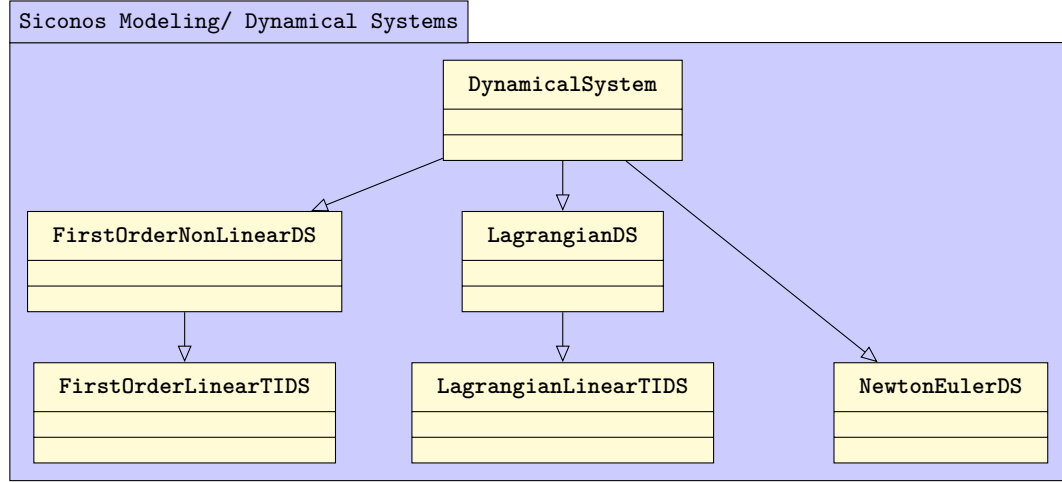 Siconos Modeling/ Dynamical Systems
DynamicalSystem
FirstOrderNonLinearDS
LagrangianDS
FirstOrderLinearTIDS
LagrangianLinearTIDS
NewtonEulerDS